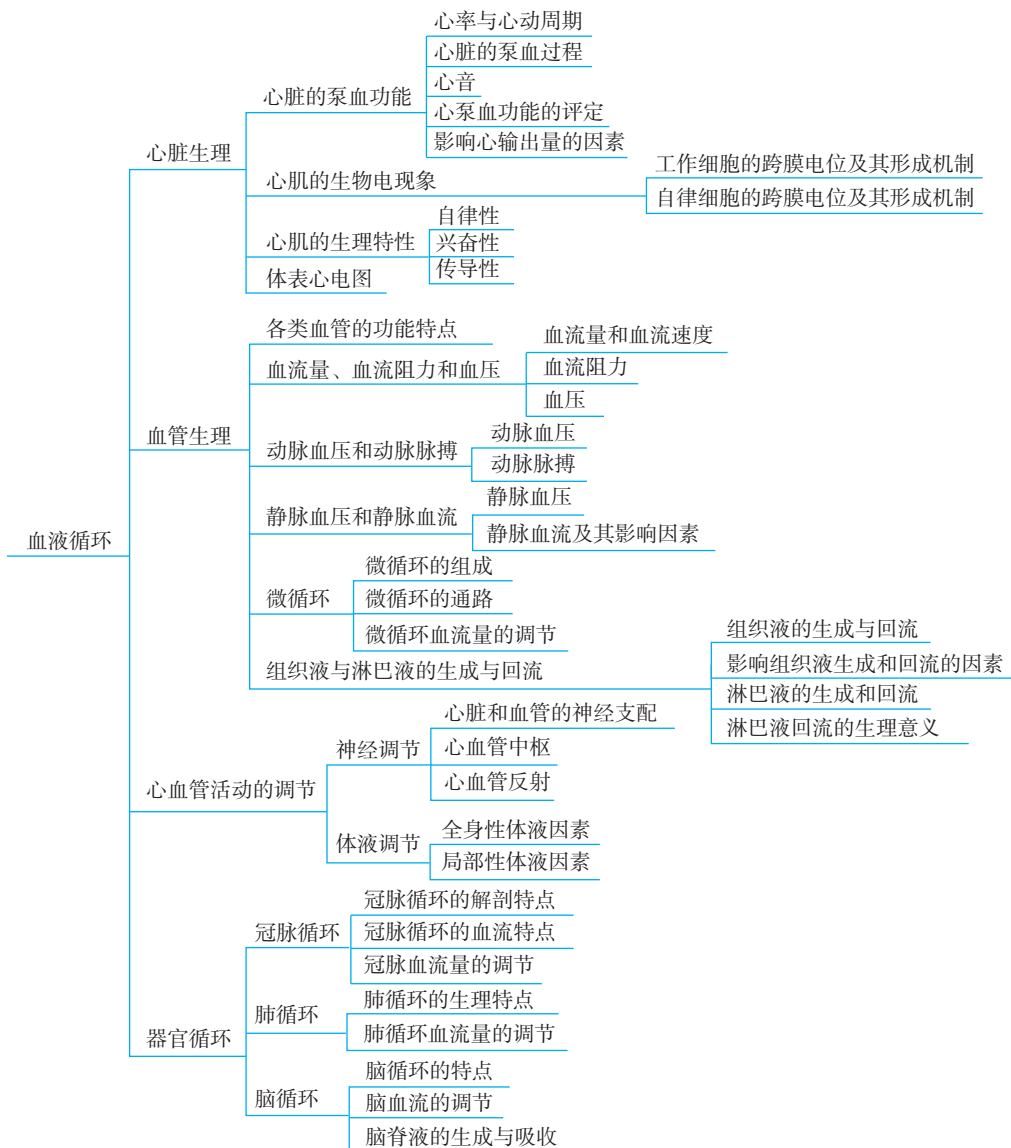 心率与心动周期
心脏的泵血过程
心音
心脏的泵血功能
心泵血功能的评定
影响心输出量的因素
心脏生理
工作细胞的跨膜电位及其形成机制
心肌的生物电现象
自律细胞的跨膜电位及其形成机制
自律性
心肌的生理特性
兴奋性
传导性
体表心电图
各类血管的功能特点
血流量和血流速度
血流量、血流阻力和血压
血流阻力
血压
血管生理
动脉血压
动脉血压和动脉脉搏
动脉脉搏
静脉血压
静脉血压和静脉血流
静脉血流及其影响因素
血液循环
微循环的组成
微循环
微循环的通路
微循环血流量的调节
组织液的生成与回流
组织液与淋巴液的生成与回流
影响组织液生成和回流的因素
淋巴液的生成和回流
淋巴液回流的生理意义
心脏和血管的神经支配
神经调节
心血管中枢
心血管反射
心血管活动的调节
全身性体液因素
体液调节
局部性体液因素
冠脉循环的解剖特点
冠脉循环
冠脉循环的血流特点
冠脉血流量的调节
肺循环的生理特点
肺循环
肺循环血流量的调节
器官循环
脑循环的特点
脑循环
脑血流的调节
脑脊液的生成与吸收